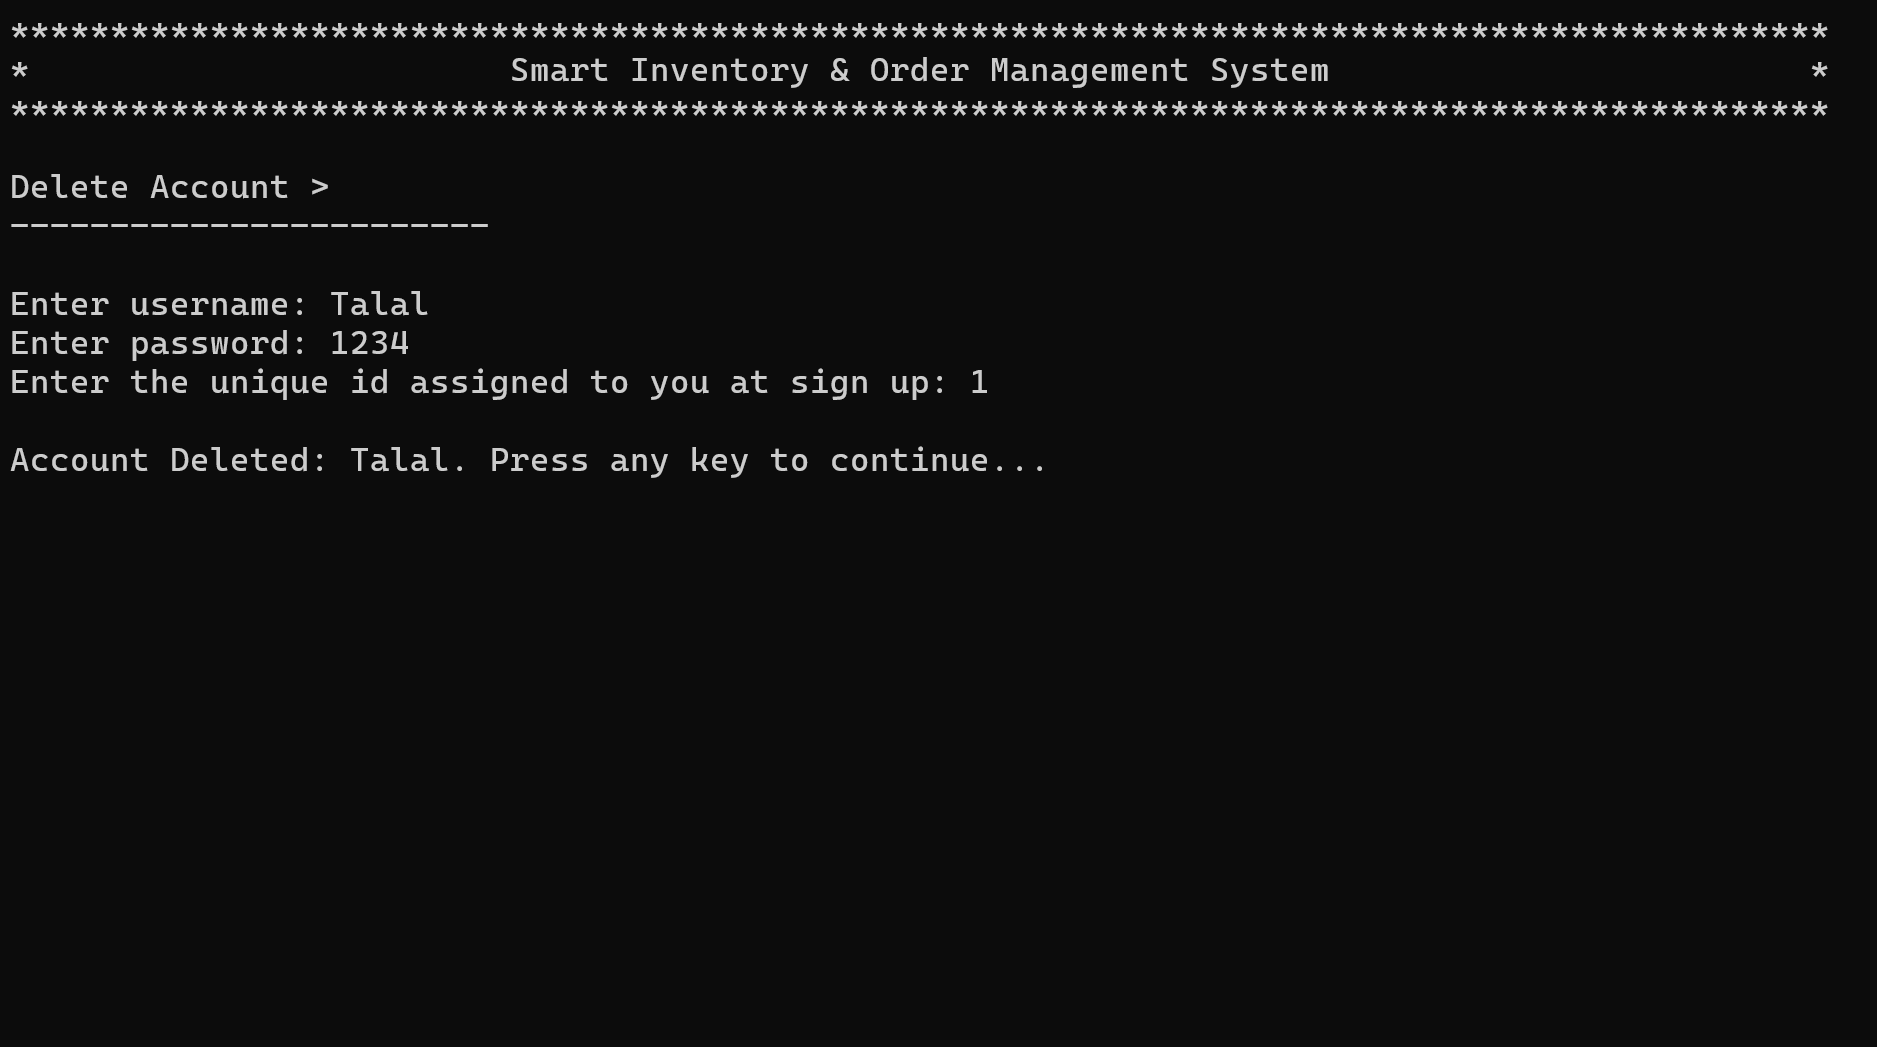 *******************************************************************************************
*                        Smart Inventory & Order Management System                        *
*******************************************************************************************
Delete Account >
------------------------
Enter username: Talal
Enter password: 1234
Enter the unique id assigned to you at sign up: 1
Account Deleted: Talal. Press any key to continue...